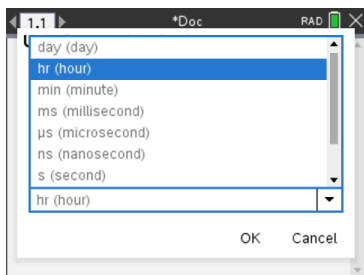 1.1 *Doc RAD
day (day)
hr (hour)
min (minute)
ms (millisecond)
µs (microsecond)
ns (nanosecond)
s (second)
hr (hour)
OK Cancel